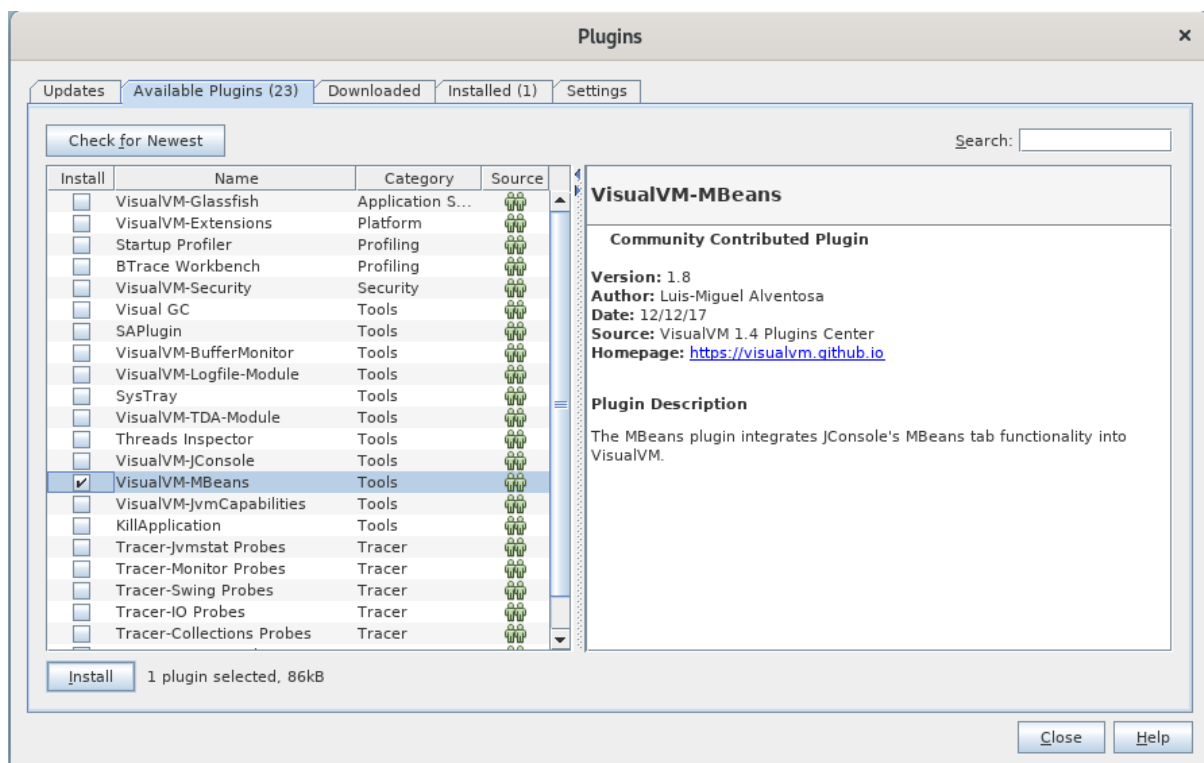 Plugins
Updates Available Plugins (23) Downloaded Installed (1) Settings
Check for Newest Search:
Install Name Category Source
VisualVM-Glassfish Application S...
VisualVM-Extensions Platform
Startup Profiler Profiling
BTrace Workbench Profiling
VisualVM-Security Security
Visual GC Tools
SAPlugin Tools
VisualVM-BufferMonitor Tools
VisualVM-Logfile-Module Tools
SysTray Tools
VisualVM-TDA-Module Tools
Threads Inspector Tools
VisualVM-JConsole Tools
VisualVM-MBeans Tools
VisualVM-JvmCapabilities Tools
KillApplication Tools
Tracer-Jvmstat Probes Tracer
Tracer-Monitor Probes Tracer
Tracer-Swing Probes Tracer
Tracer-IO Probes Tracer
Tracer-Collections Probes Tracer
VisualVM-MBeans
Community Contributed Plugin
Version: 1.8
Author: Luis-Miguel Alventosa
Date: 12/12/17
Source: VisualVM 1.4 Plugins Center
Homepage: https://visualvm.github.io
Plugin Description
The MBeans plugin integrates JConsole's MBeans tab functionality into
VisualVM.
Install 1 plugin selected, 86kB
Close Help